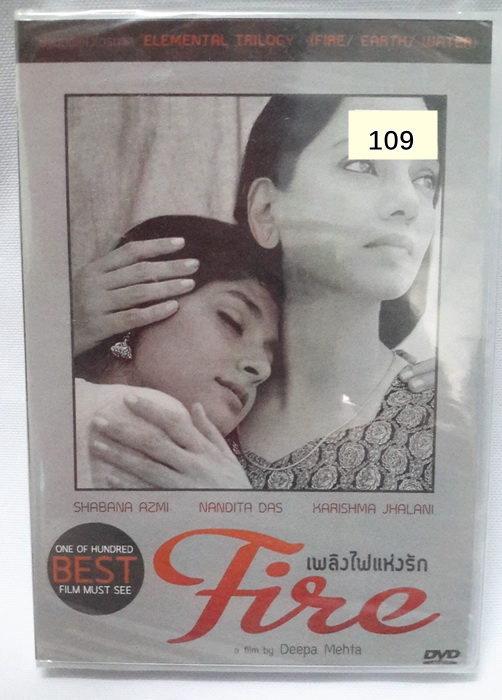 ELEMENTAL TRILOGY (FIRE/ EARTH/ WATER)
109
SHABANA AZMI NANDITA DAS KARISHMA JHALANI
ONE OF HUNDRED
BEST
FILM MUST SEE
เพลิงไฟแห่งรัก
Fire
a film by Deepa Mehta
DVD